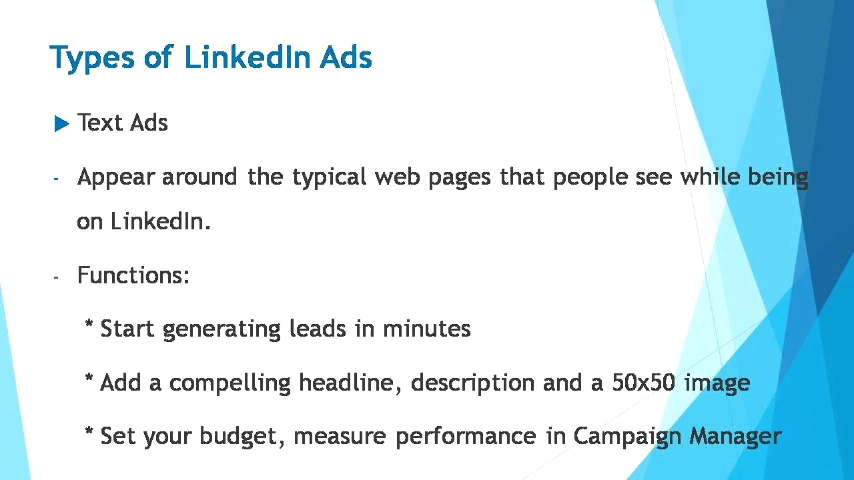 Types of LinkedIn Ads
▶ Text Ads
- Appear around the typical web pages that people see while being
on LinkedIn.
- Functions:
* Start generating leads in minutes
* Add a compelling headline, description and a 50x50 image
* Set your budget, measure performance in Campaign Manager